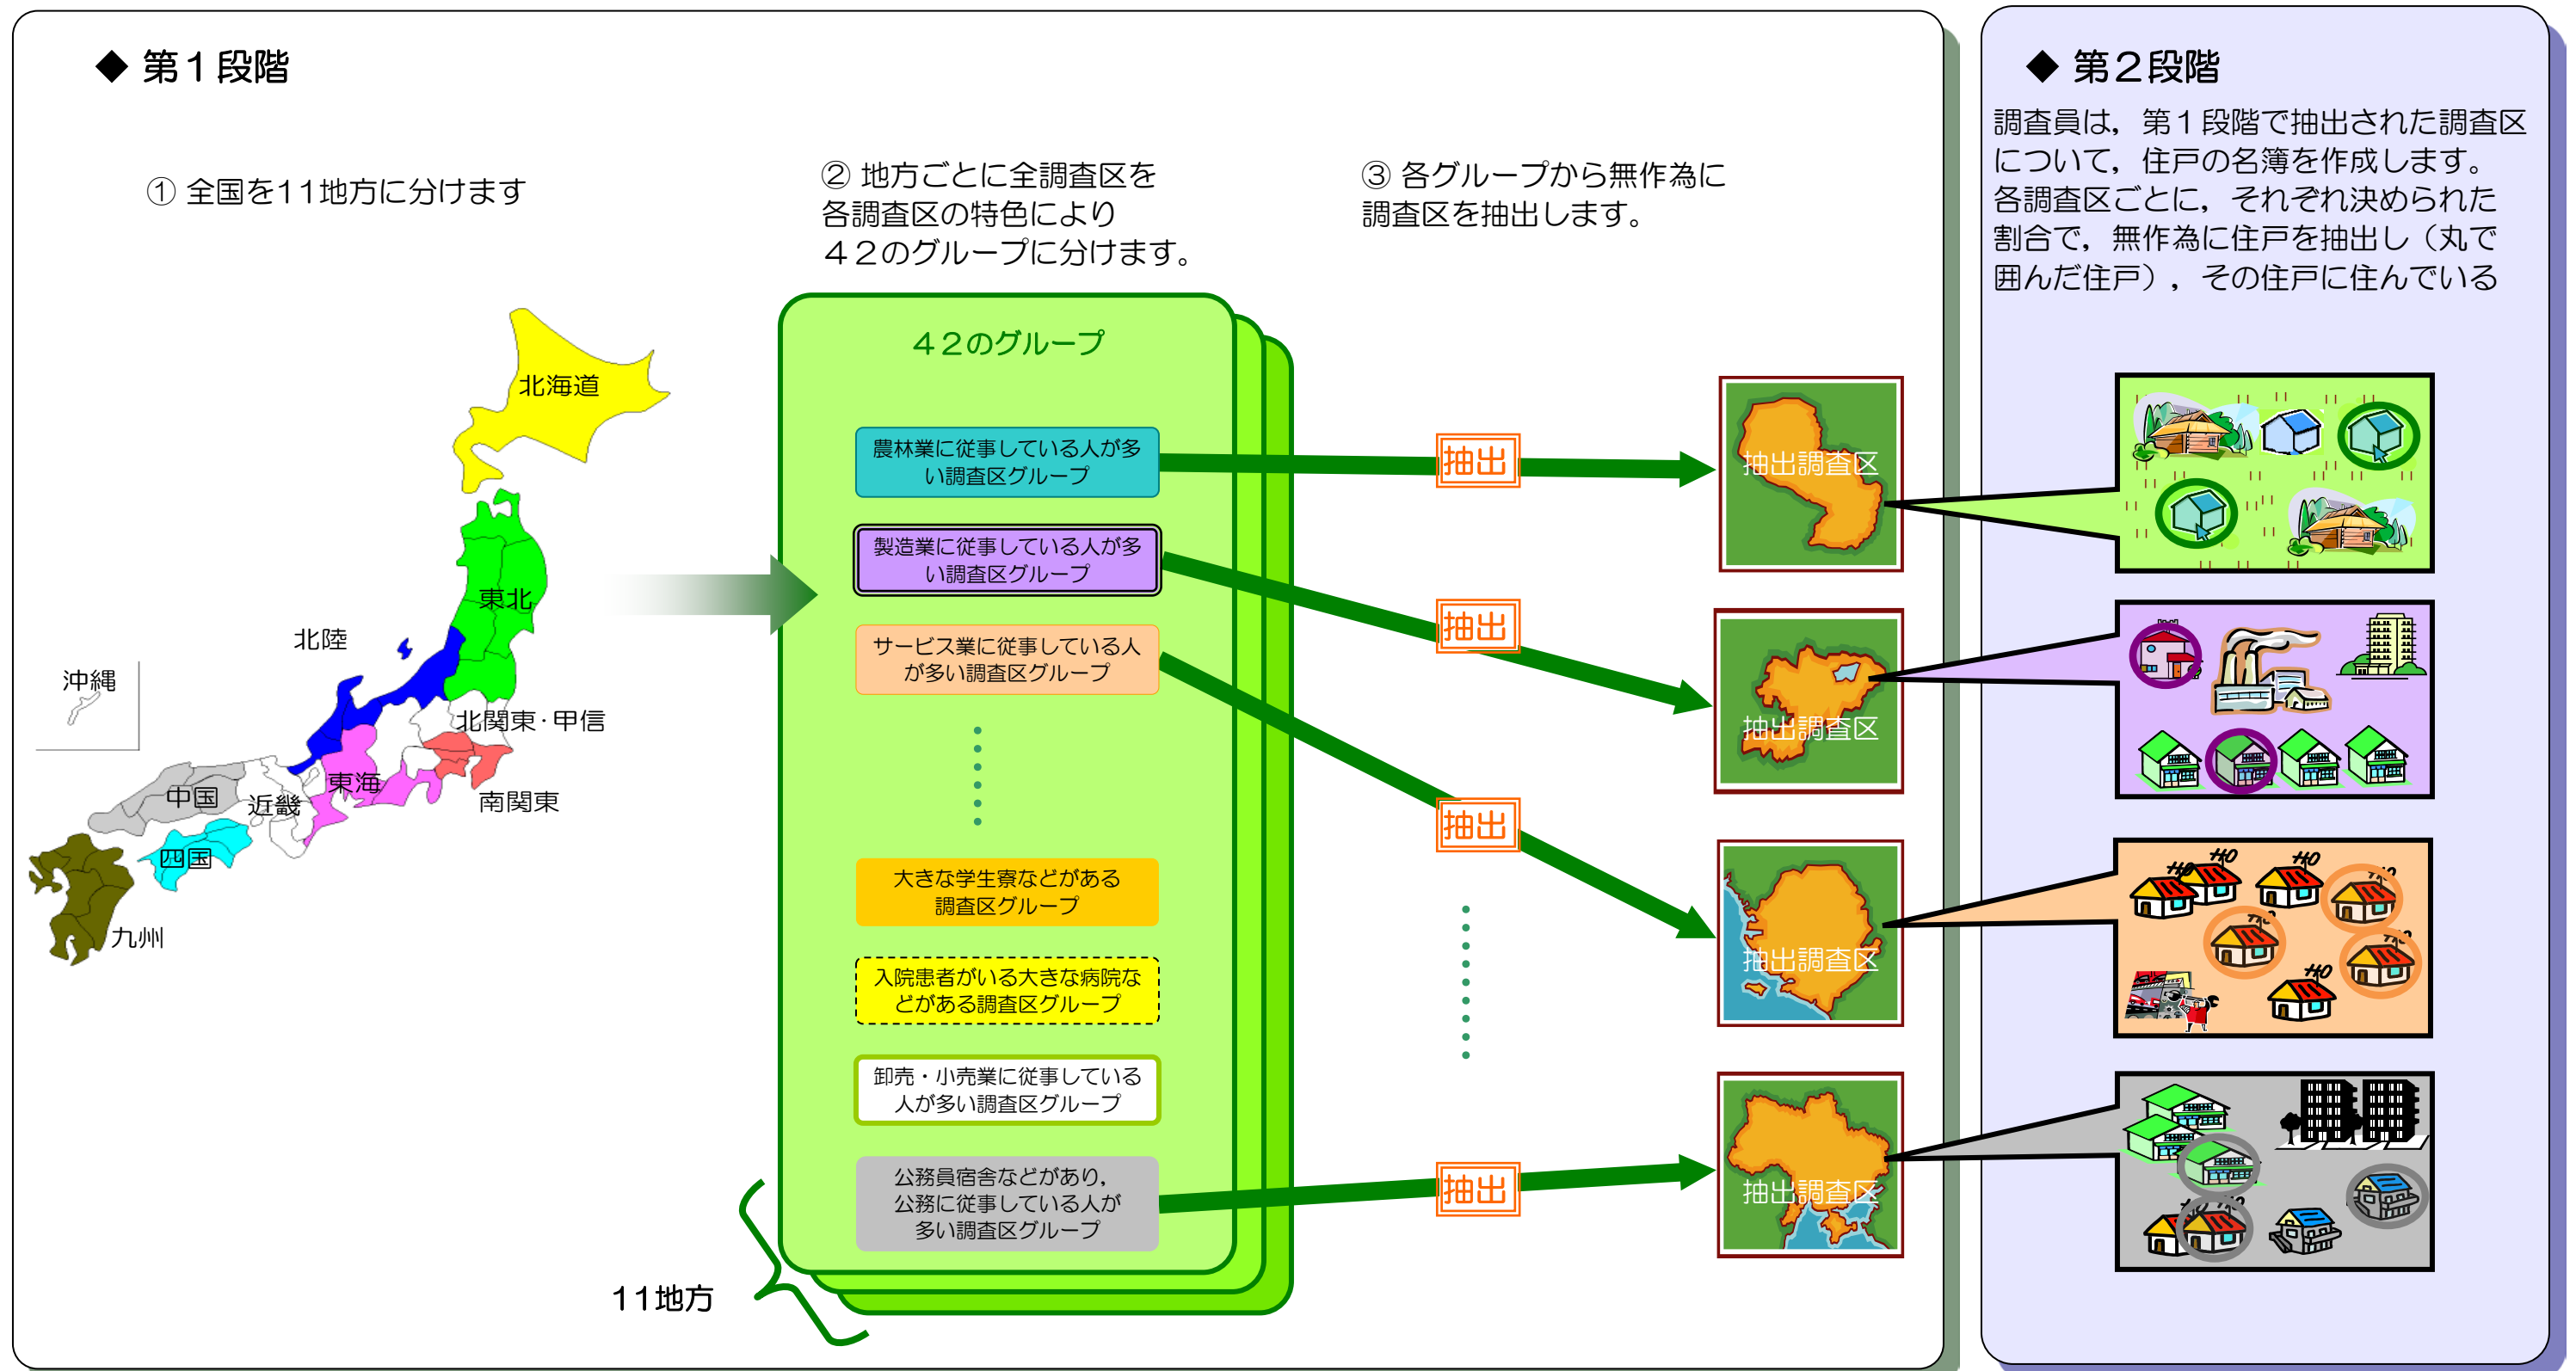 ◆ 第1段階
① 全国を11地方に分けます
② 地方ごとに全調査区を
各調査区の特色により
42のグループに分けます。
③ 各グループから無作為に
調査区を抽出します。
北海道
東北
北陸
沖縄
北関東・甲信
東海
中国
近畿
南関東
四国
九州
42のグループ
農林業に従事している人が多
い調査区グループ
製造業に従事している人が多
い調査区グループ
サービス業に従事している人
が多い調査区グループ
大きな学生寮などがある
調査区グループ
入院患者がいる大きな病院な
どがある調査区グループ
卸売・小売業に従事している
人が多い調査区グループ
公務員宿舎などがあり，
公務に従事している人が
多い調査区グループ
11地方
抽出
抽出
抽出
抽出
抽出調査区
抽出調査区
抽出調査区
抽出調査区
◆ 第2段階
調査員は，第1段階で抽出された調査区
について，住戸の名簿を作成します。
各調査区ごとに，それぞれ決められた
割合で，無作為に住戸を抽出し（丸で
囲んだ住戸），その住戸に住んでいる